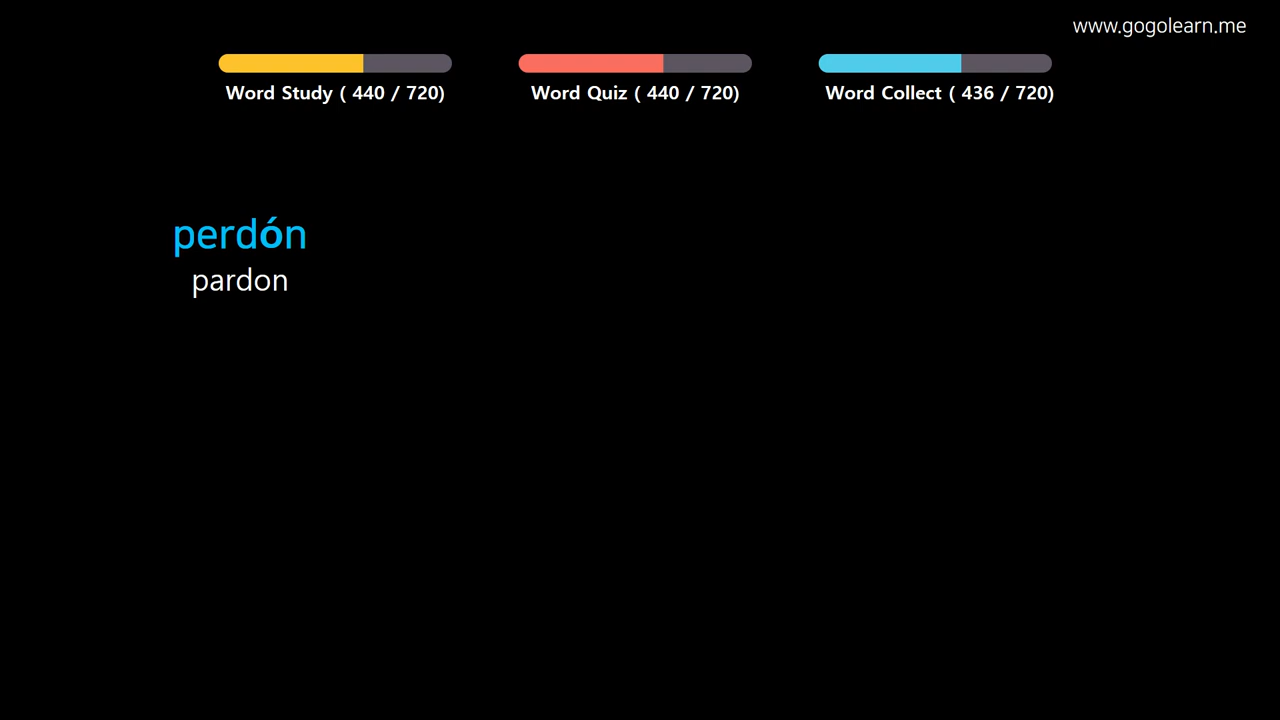 www.gogolearn.me
Word Study ( 440 / 720)
Word Quiz ( 440 / 720)
Word Collect ( 436 / 720)
perdón
pardon